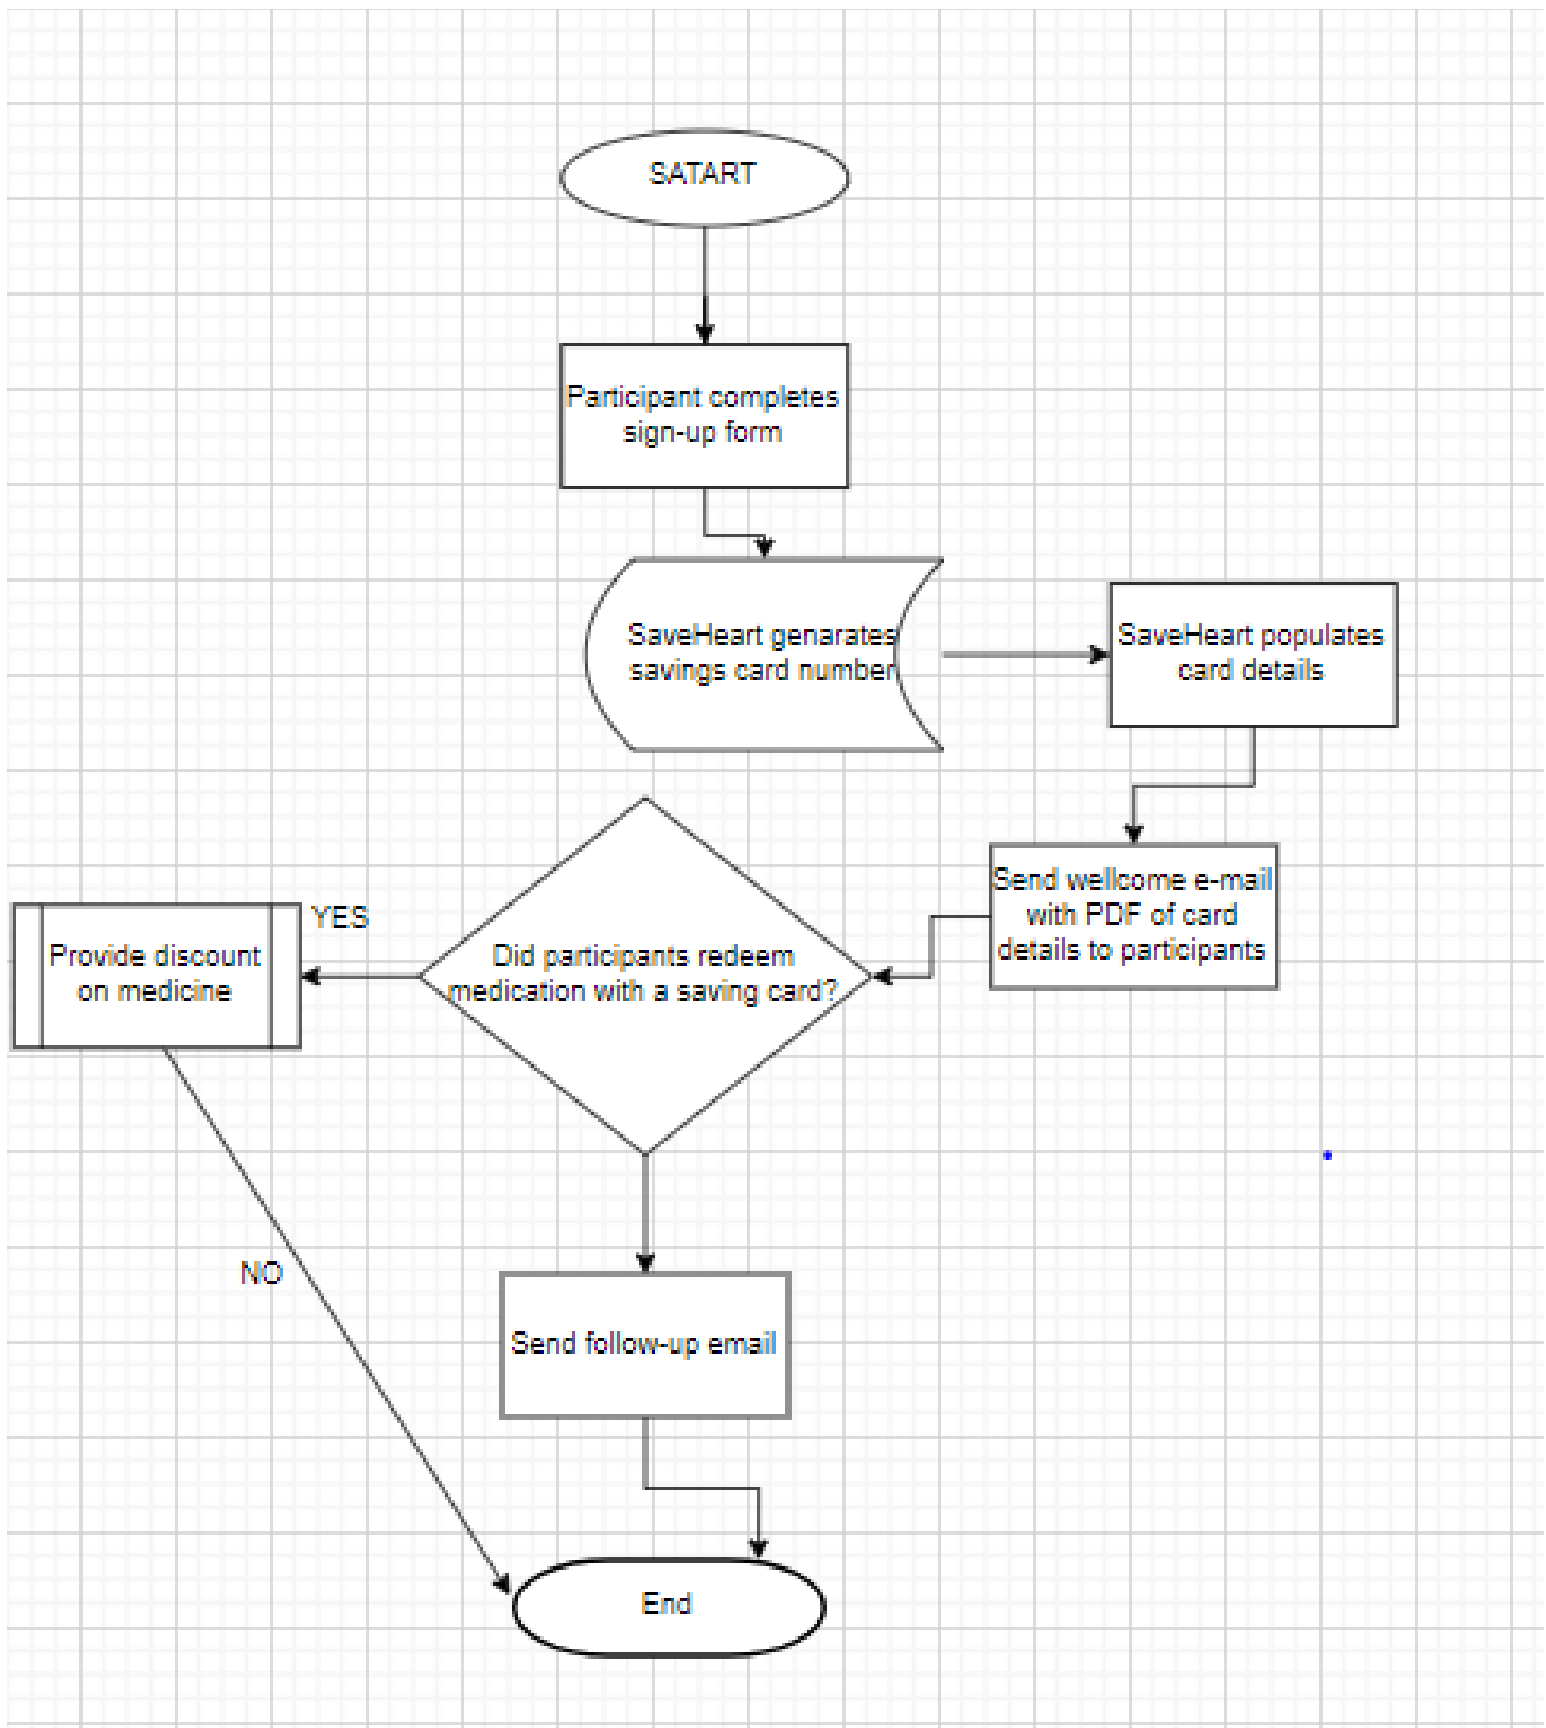 SATART
Participant completes
sign-up form
SaveHeart genarates
savings card number
SaveHeart populates
card details
Send wellcome e-mail
with PDF of card
details to participants
Did participants redeem
medication with a saving card?
YES
Provide discount
on medicine
NO
Send follow-up email
End